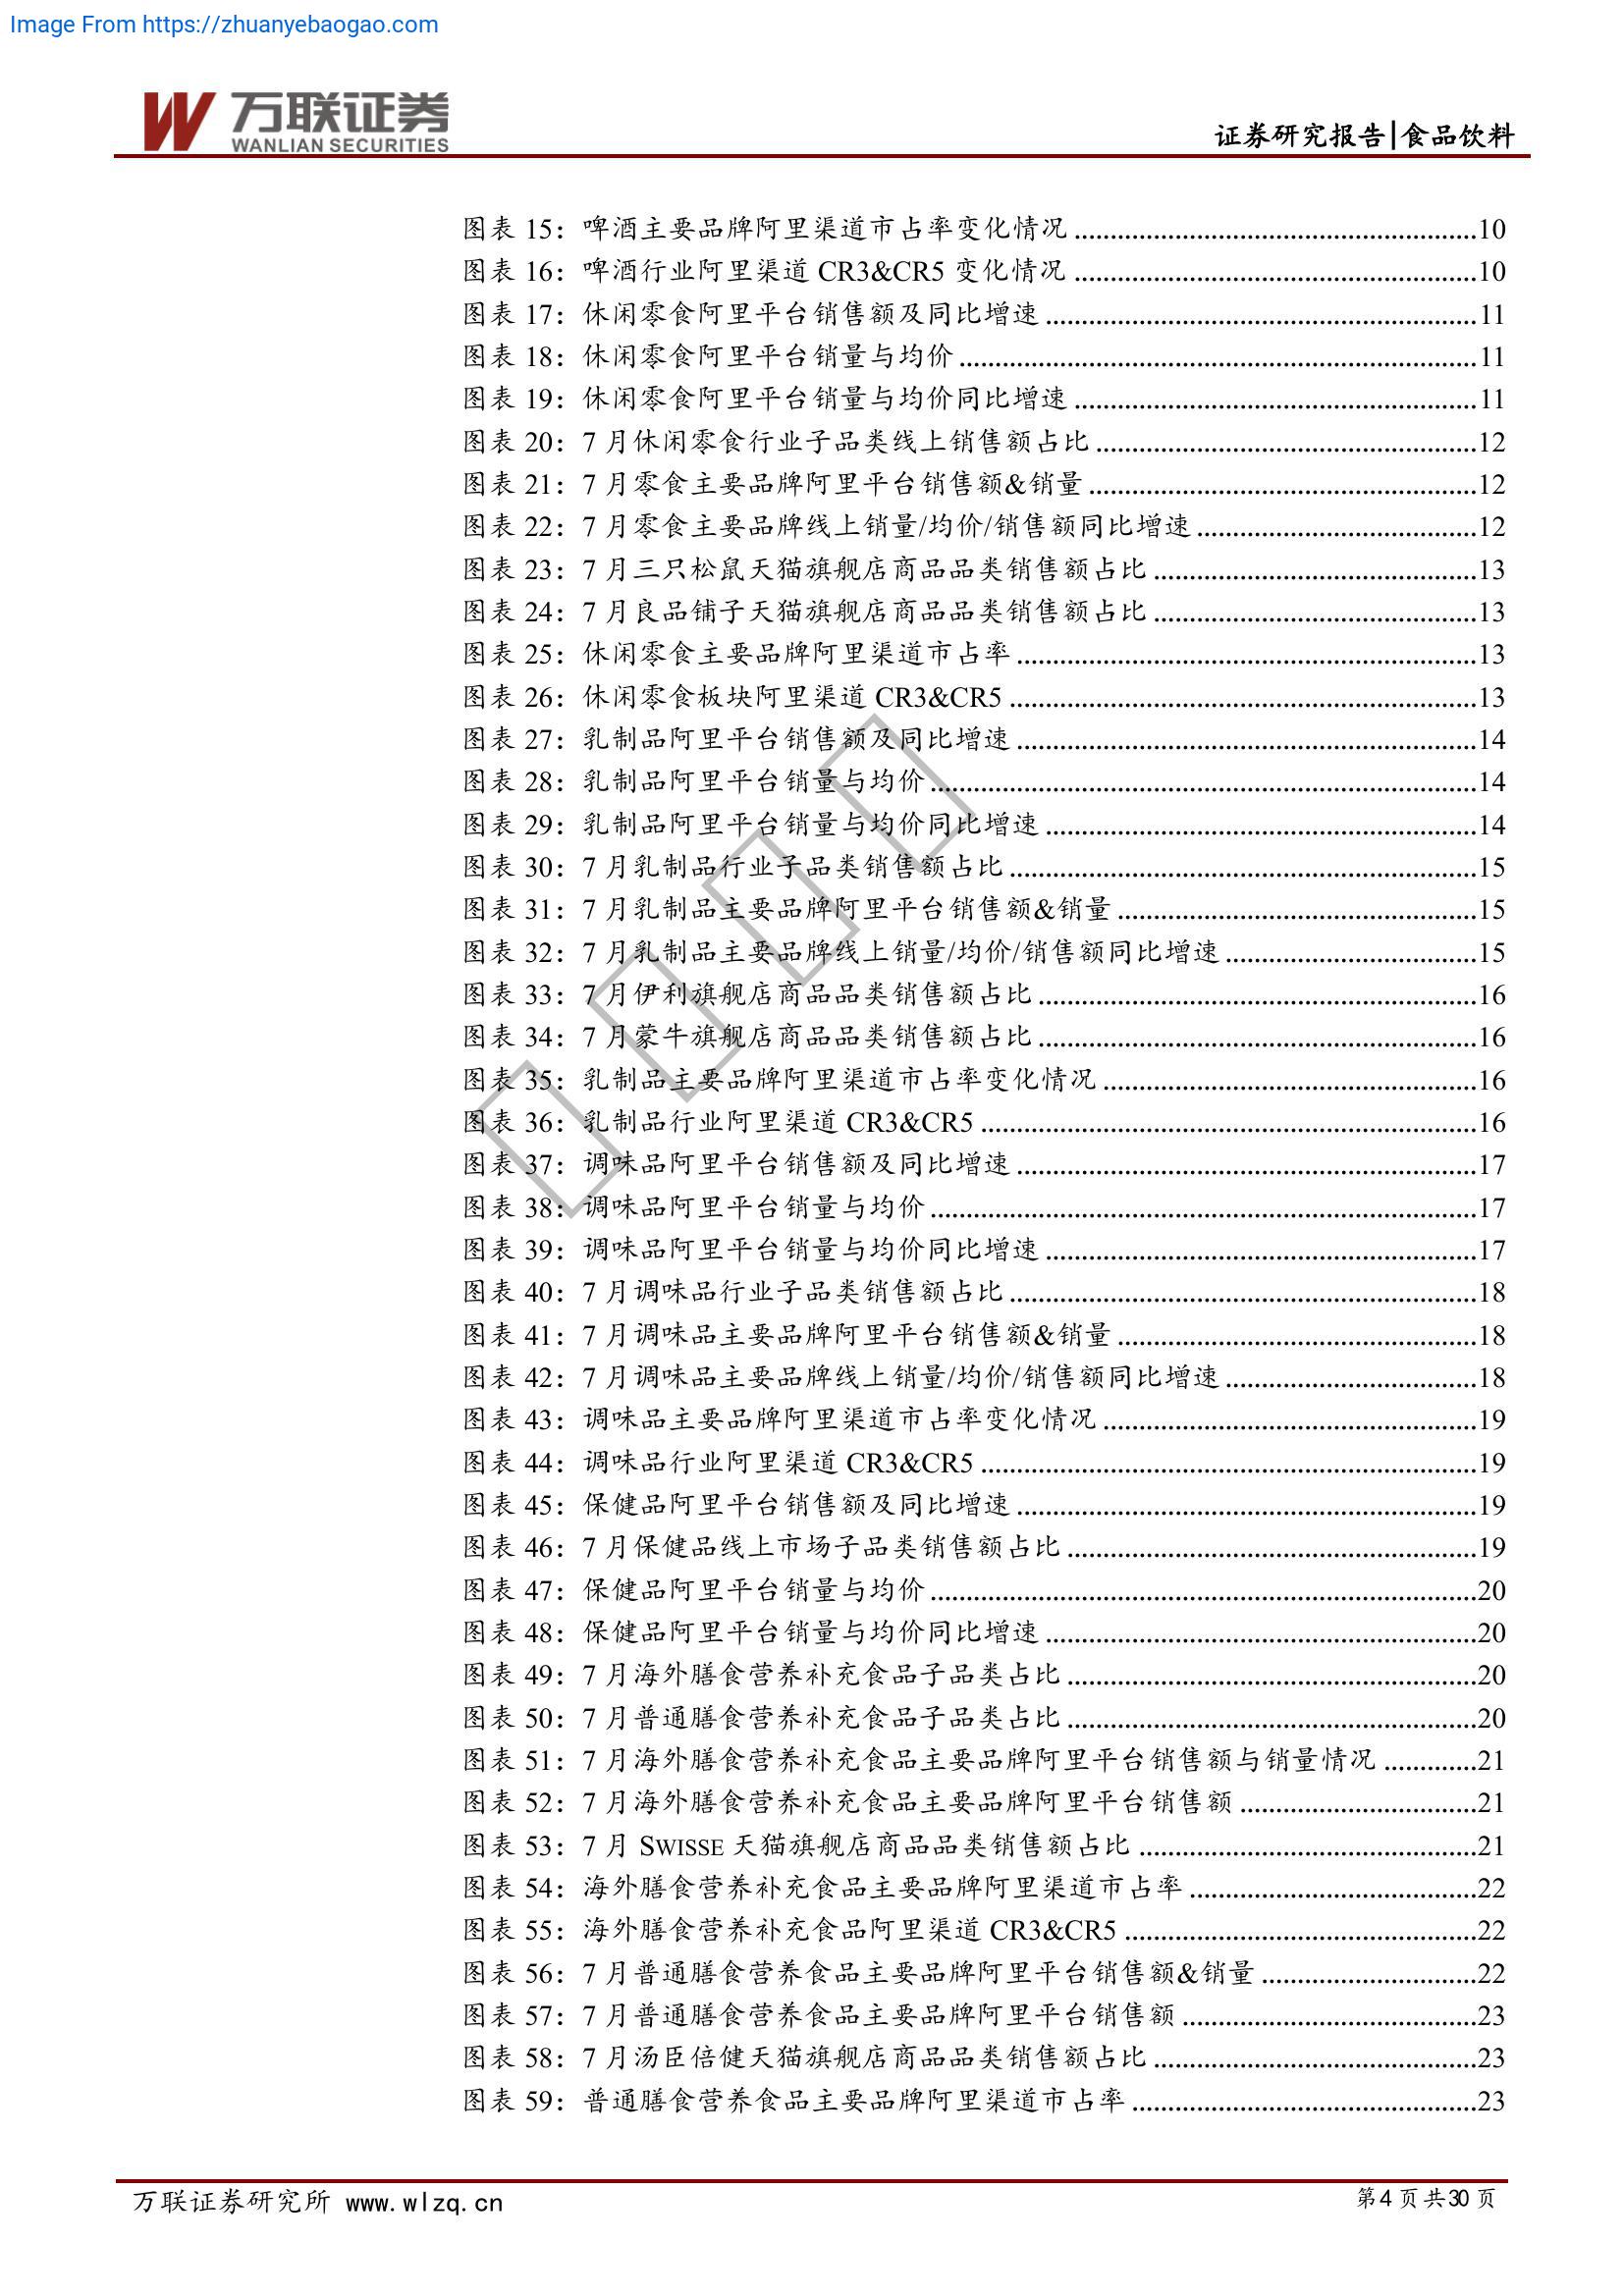 Image From https://zhuanyebaogao.com
万联证券
WANLIAN SECURITIES
证券研究报告|食品饮料
图表 15：啤酒主要品牌阿里渠道市占率变化情况........................................................10
图表 16：啤酒行业阿里渠道 CR3&CR5 变化情况........................................................10
图表 17：休闲零食阿里平台销售额及同比增速............................................................11
图表 18：休闲零食阿里平台销量与均价........................................................................11
图表 19：休闲零食阿里平台销量与均价同比增速........................................................11
图表 20：7 月休闲零食行业子品类线上销售额占比.....................................................12
图表 21：7 月零食主要品牌阿里平台销售额&销量......................................................12
图表 22：7 月零食主要品牌线上销量/均价/销售额同比增速.......................................12
图表 23：7 月三只松鼠天猫旗舰店商品品类销售额占比.............................................13
图表 24：7 月良品铺子天猫旗舰店商品品类销售额占比.............................................13
图表 25：休闲零食主要品牌阿里渠道市占率................................................................13
图表 26：休闲零食板块阿里渠道 CR3&CR5.................................................................13
图表 27：乳制品阿里平台销售额及同比增速................................................................14
图表 28：乳制品阿里平台销量与均价............................................................................14
图表 29：乳制品阿里平台销量与均价同比增速............................................................14
图表 30：7 月乳制品行业子品类销售额占比.................................................................15
图表 31：7 月乳制品主要品牌阿里平台销售额&销量..................................................15
图表 32：7 月乳制品主要品牌线上销量/均价/销售额同比增速...................................15
图表 33：7 月伊利旗舰店商品品类销售额占比.............................................................16
图表 34：7 月蒙牛旗舰店商品品类销售额占比.............................................................16
图表 35：乳制品主要品牌阿里渠道市占率变化情况....................................................16
图表 36：乳制品行业阿里渠道 CR3&CR5.....................................................................16
图表 37：调味品阿里平台销售额及同比增速................................................................17
图表 38：调味品阿里平台销量与均价............................................................................17
图表 39：调味品阿里平台销量与均价同比增速............................................................17
图表 40：7 月调味品行业子品类销售额占比.................................................................18
图表 41：7 月调味品主要品牌阿里平台销售额&销量..................................................18
图表 42：7 月调味品主要品牌线上销量/均价/销售额同比增速...................................18
图表 43：调味品主要品牌阿里渠道市占率变化情况....................................................19
图表 44：调味品行业阿里渠道 CR3&CR5.....................................................................19
图表 45：保健品阿里平台销售额及同比增速................................................................19
图表 46：7 月保健品线上市场子品类销售额占比.........................................................19
图表 47：保健品阿里平台销量与均价............................................................................20
图表 48：保健品阿里平台销量与均价同比增速............................................................20
图表 49：7 月海外膳食营养补充食品子品类占比.........................................................20
图表 50：7 月普通膳食营养补充食品子品类占比.........................................................20
图表 51：7 月海外膳食营养补充食品主要品牌阿里平台销售额与销量情况.............21
图表 52：7 月海外膳食营养补充食品主要品牌阿里平台销售额.................................21
图表 53：7 月 SWISSE 天猫旗舰店商品品类销售额占比...............................................21
图表 54：海外膳食营养补充食品主要品牌阿里渠道市占率........................................22
图表 55：海外膳食营养补充食品阿里渠道 CR3&CR5.................................................22
图表 56：7 月普通膳食营养食品主要品牌阿里平台销售额&销量..............................22
图表 57：7 月普通膳食营养食品主要品牌阿里平台销售额.........................................23
图表 58：7 月汤臣倍健天猫旗舰店商品品类销售额占比.............................................23
图表 59：普通膳食营养食品主要品牌阿里渠道市占率................................................23
万联证券研究所 www.wlzq.cn
第4 页 共30 页